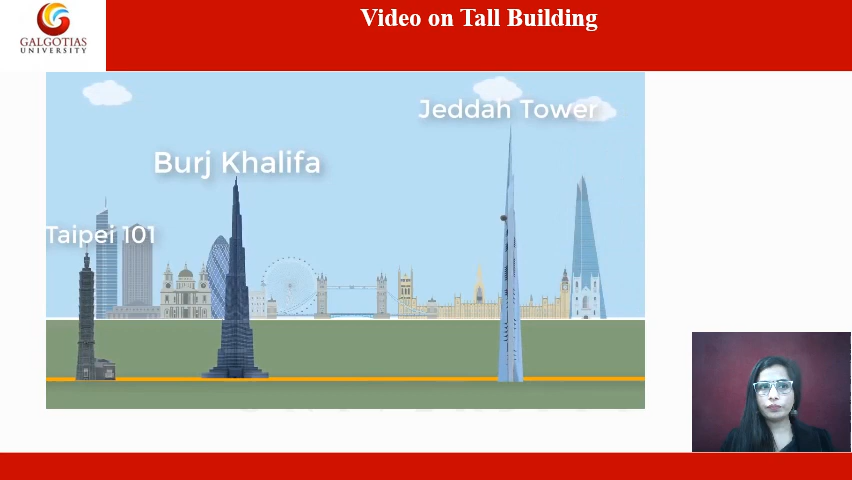 Video on Tall Building
GALGOTIAS
UNIVERSITY
Jeddah Tower
Burj Khalifa
Taipei 101